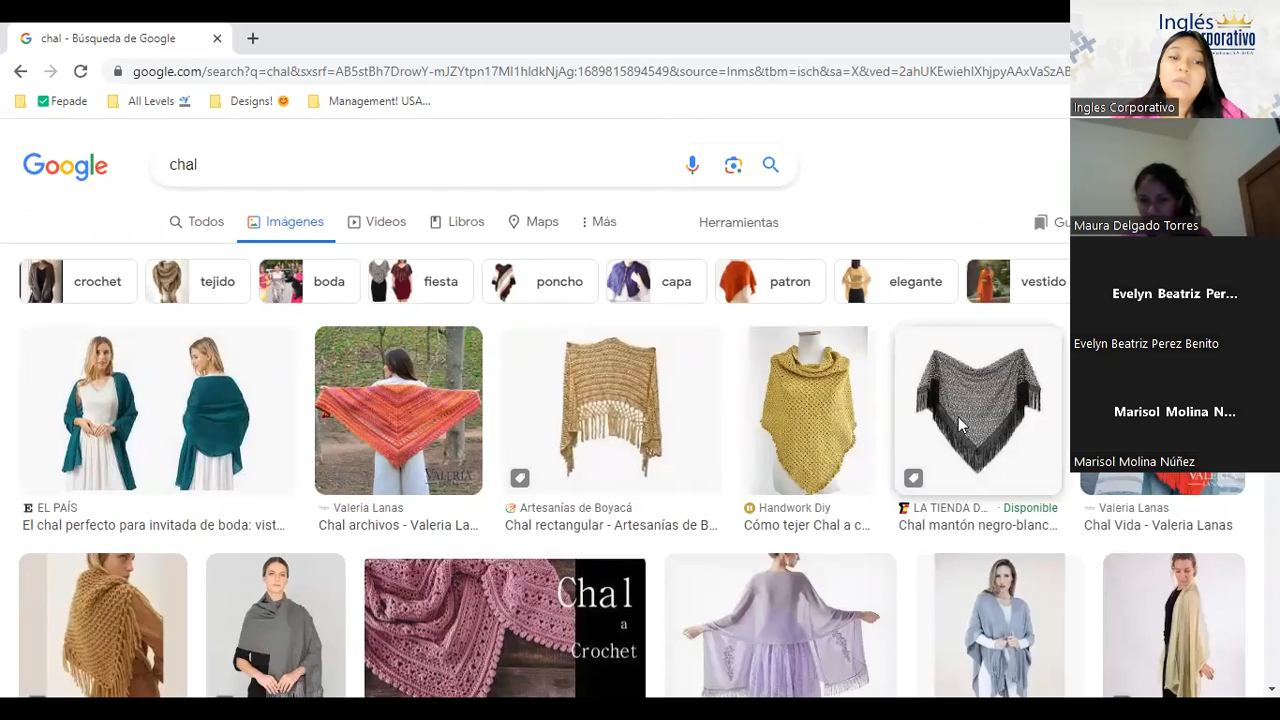 chal - Búsqueda de Google
google.com/search?q=chal&sxsrf=AB5stBh7DrowY-mJZYtpt17MI1hldkNjAg:1689815894549&source=lnms&tbm=isch&sa=X&ved=2ahUKEwiehIXhjpyAAxVaSzAB
Fepade
All Levels
Designs!
Management! USA...
Google
chal
Todos
Imágenes
Videos
Libros
Maps
Más
Herramientas
Gu
crochet
tejido
boda
fiesta
poncho
capa
patron
elegante
vestido
VALERIA
LANAS
EL PAÍS
El chal perfecto para invitada de boda: vist...
Valeria Lanas
Chal archivos - Valeria La...
Artesanías de Boyacá
Chal rectangular - Artesanías de B...
Handwork Diy
Cómo tejer Chal a c...
LA TIENDA D... · Disponible
Chal mantón negro-blanc...
Valeria Lanas
Chal Vida - Valeria Lanas
Chal
a
Crochet
Inglés
Corporativo
Ingles Corporativo
Maura Delgado Torres
Evelyn Beatriz Per...
Evelyn Beatriz Perez Benito
Marisol Molina N...
Marisol Molina Núñez